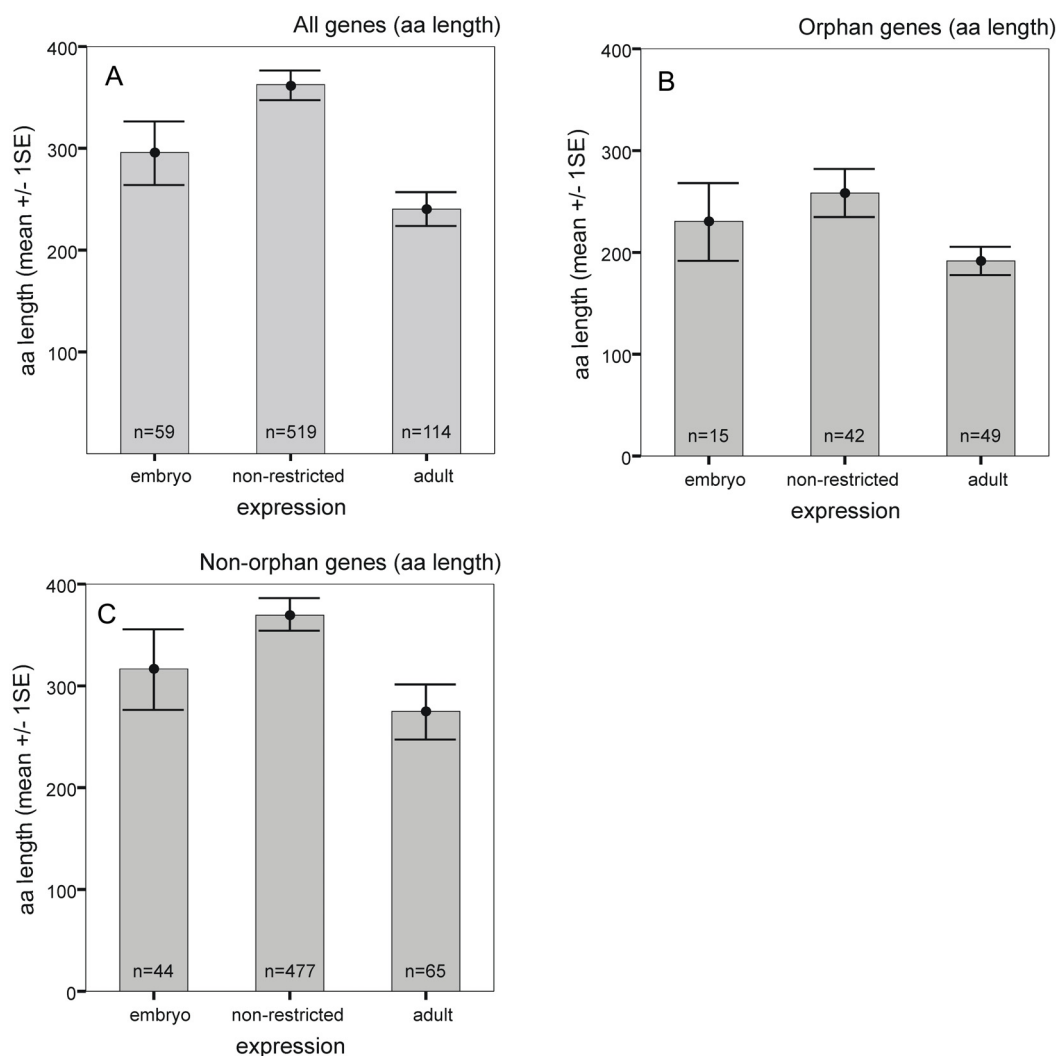 All genes (aa length)
A
aa length (mean +/- 1SE)
400
300
200
100
n=59
n=519
n=114
embryo
non-restricted
adult
expression
Orphan genes (aa length)
B
aa length (mean +/- 1SE)
400
300
200
100
0
n=15
n=42
n=49
embryo
non-restricted
adult
expression
Non-orphan genes (aa length)
C
aa length (mean +/- 1SE)
400
300
200
100
0
n=44
n=477
n=65
embryo
non-restricted
adult
expression